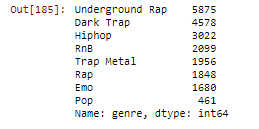 Out[185]: Underground Rap 5875
Dark Trap 4578
Hiphop 3022
RnB 2099
Trap Metal 1956
Rap 1848
Emo 1680
Pop 461
Name: genre, dtype: int64